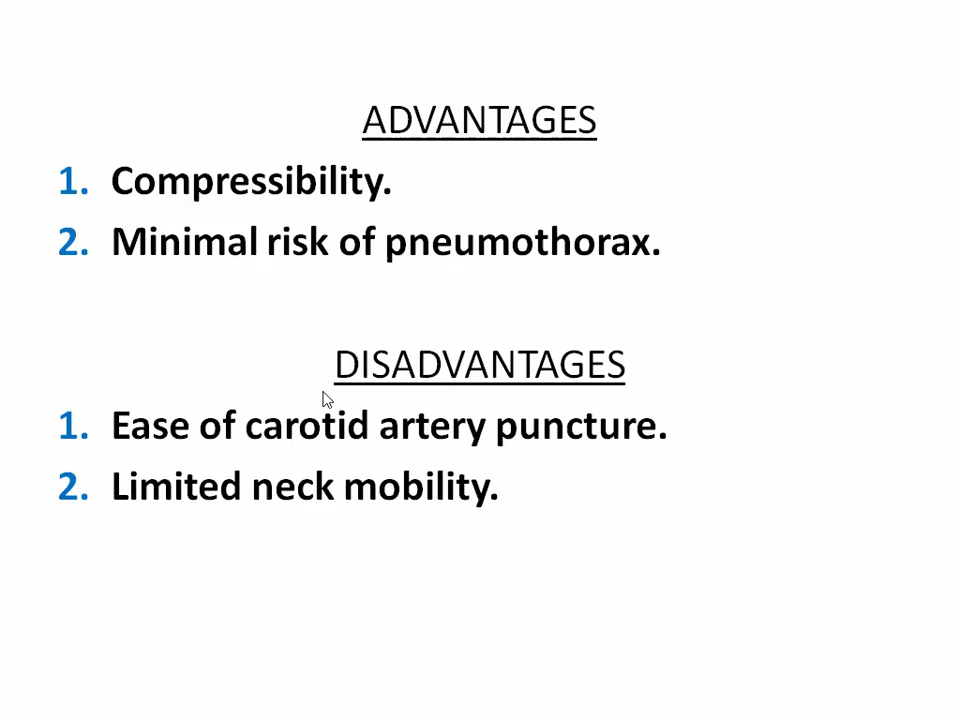 ADVANTAGES
1. Compressibility.
2. Minimal risk of pneumothorax.
DISADVANTAGES
1. Ease of carotid artery puncture.
2. Limited neck mobility.